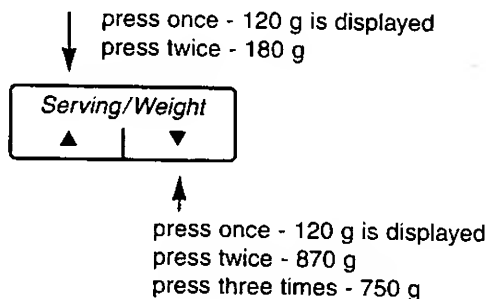 press once - 120 g is displayed
press twice - 180 g
Serving/Weight
▲ ▼
press once - 120 g is displayed
press twice - 870 g
press three times - 750 g